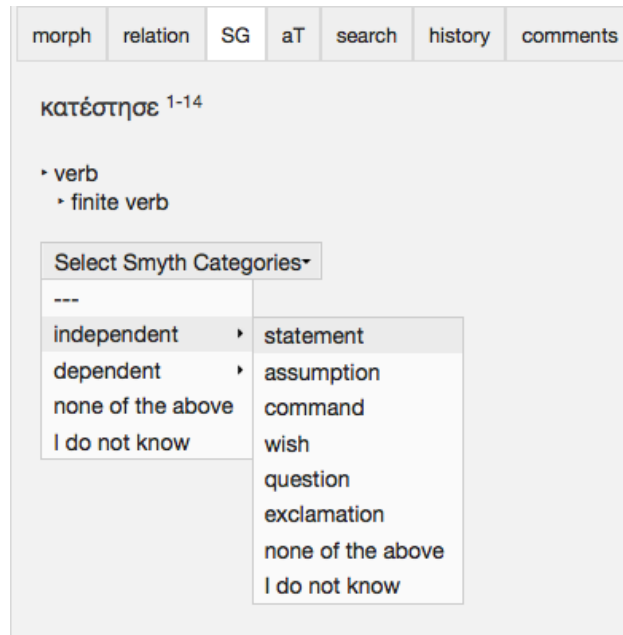 morph relation SG aT search history comments
κατέστησε 1-14
‣ verb
‣ finite verb
Select Smyth Categories▾
---
independent ‣
dependent ‣
none of the above
I do not know
statement
assumption
command
wish
question
exclamation
none of the above
I do not know